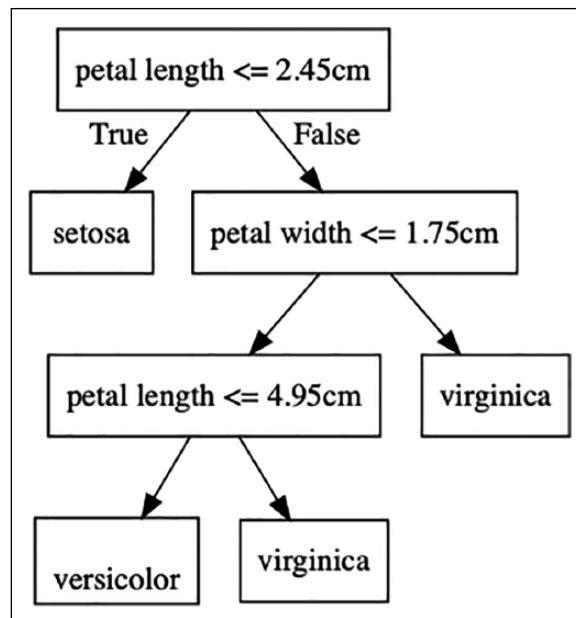 petal length <= 2.45cm
True
False
setosa
petal width <= 1.75cm
petal length <= 4.95cm
virginica
versicolor
virginica